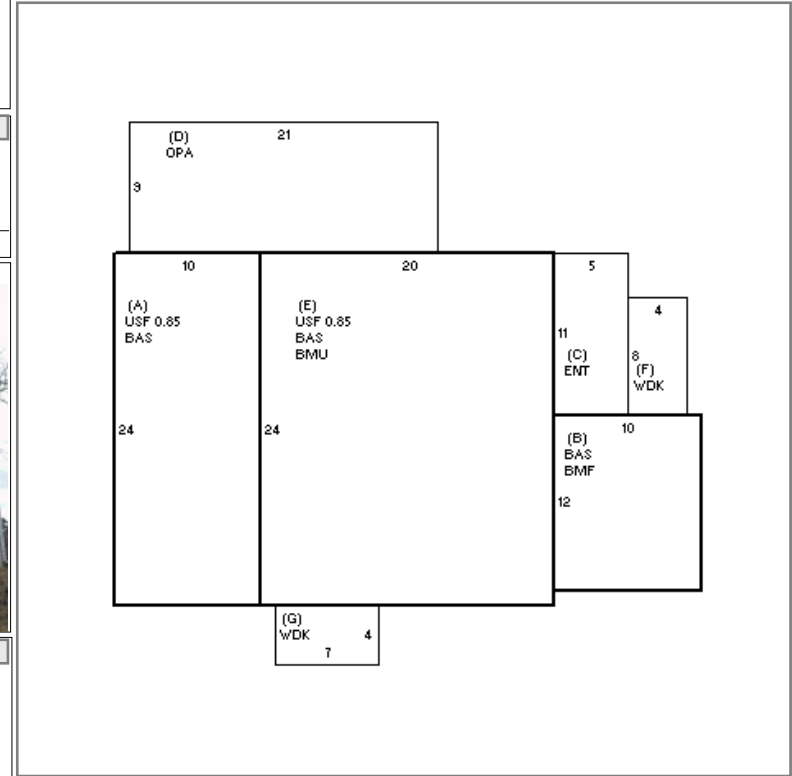 (D)
OPA
21
9
10
(A)
USF 0.85
BAS
24
20
(E)
USF 0.85
BAS
BMU
24
5
11
(C)
ENT
4
8
(F)
WDK
10
(B)
BAS
BMF
12
(G)
WDK
4
7